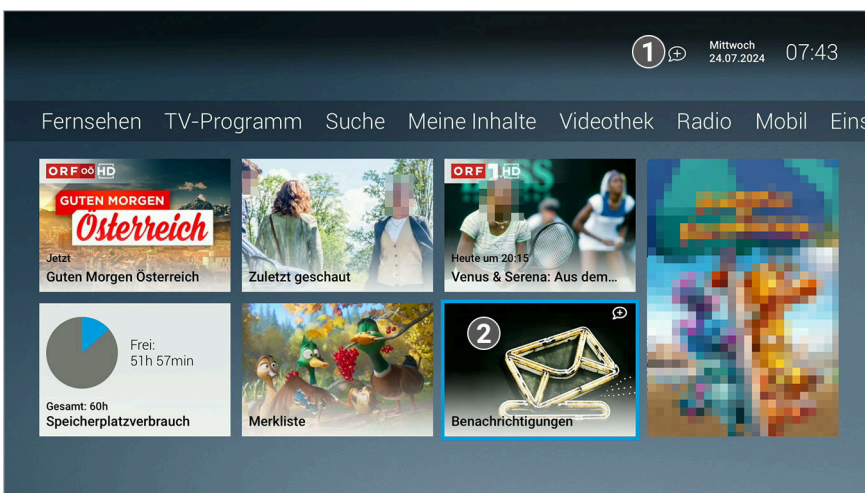 1
Mittwoch
24.07.2024
07:43
Fernsehen TV-Programm Suche Meine Inhalte Videothek Radio Mobil Eins
ORF oö HD
GUTEN MORGEN
Österreich
Jetzt
Guten Morgen Österreich
Zuletzt geschaut
ORF 1 HD
Heute um 20:15
Venus & Serena: Aus dem...
Frei:
51h 57min
Gesamt: 60h
Speicherplatzverbrauch
Merkliste
2
Benachrichtigungen